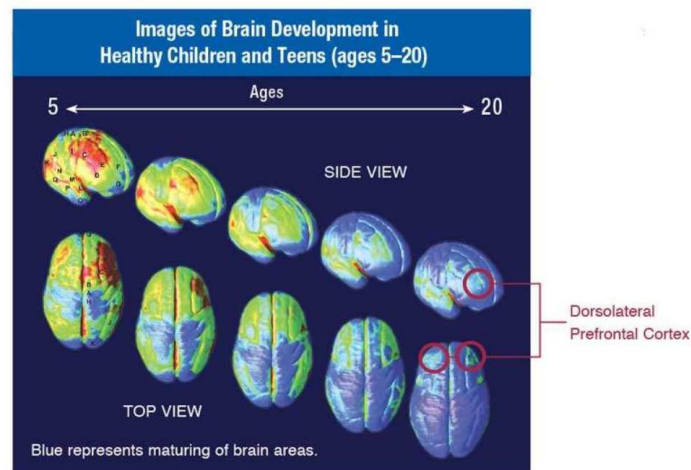 Images of Brain Development in
Healthy Children and Teens (ages 5–20)
Ages
5
20
SIDE VIEW
Dorsolateral
Prefrontal Cortex
TOP VIEW
Blue represents maturing of brain areas.